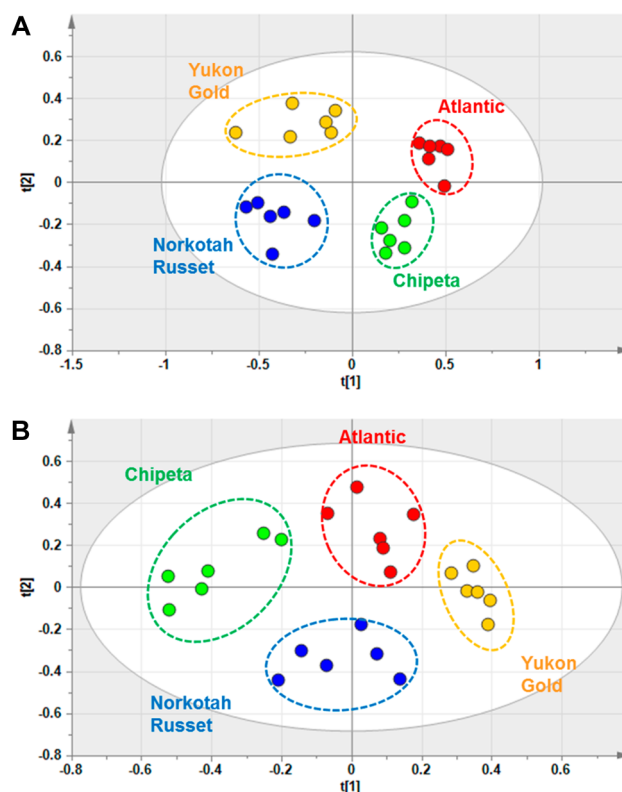 A
0.6
0.4
0.2
0
-0.2
-0.4
-0.6
-0.8
t[2]
Yukon
Gold
Atlantic
Norkotah
Russet
Chipeta
-1.5
-1
-0.5
0
0.5
1
t[1]
B
0.6
0.4
0.2
0
-0.2
-0.4
-0.6
-0.8
t[2]
Atlantic
Chipeta
Yukon
Gold
Norkotah
Russet
-0.8
-0.6
-0.4
-0.2
0
0.2
0.4
0.6
t[1]